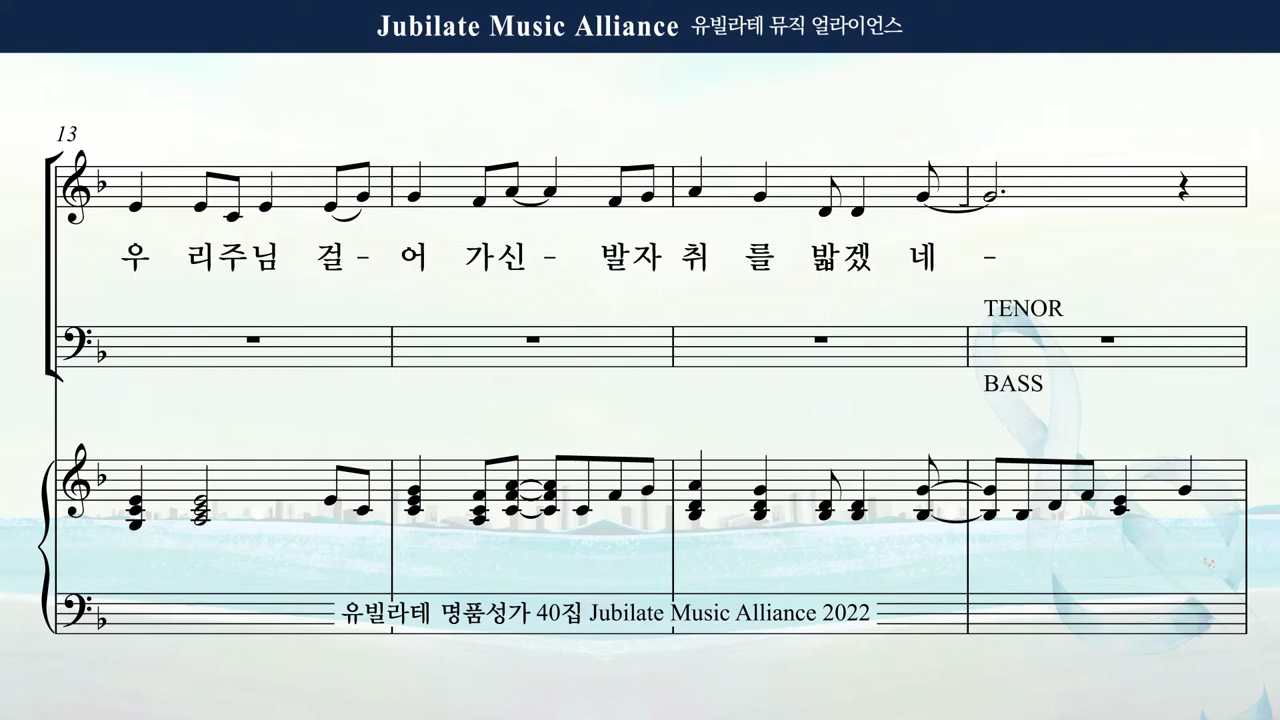 Jubilate Music Alliance 유빌라테 뮤직 얼라이언스
13
우 리주님 걸 - 어 가신 - 발자 취 를 밟겠 네 -
TENOR
BASS
유빌라테 명품성가 40집 Jubilate Music Alliance 2022